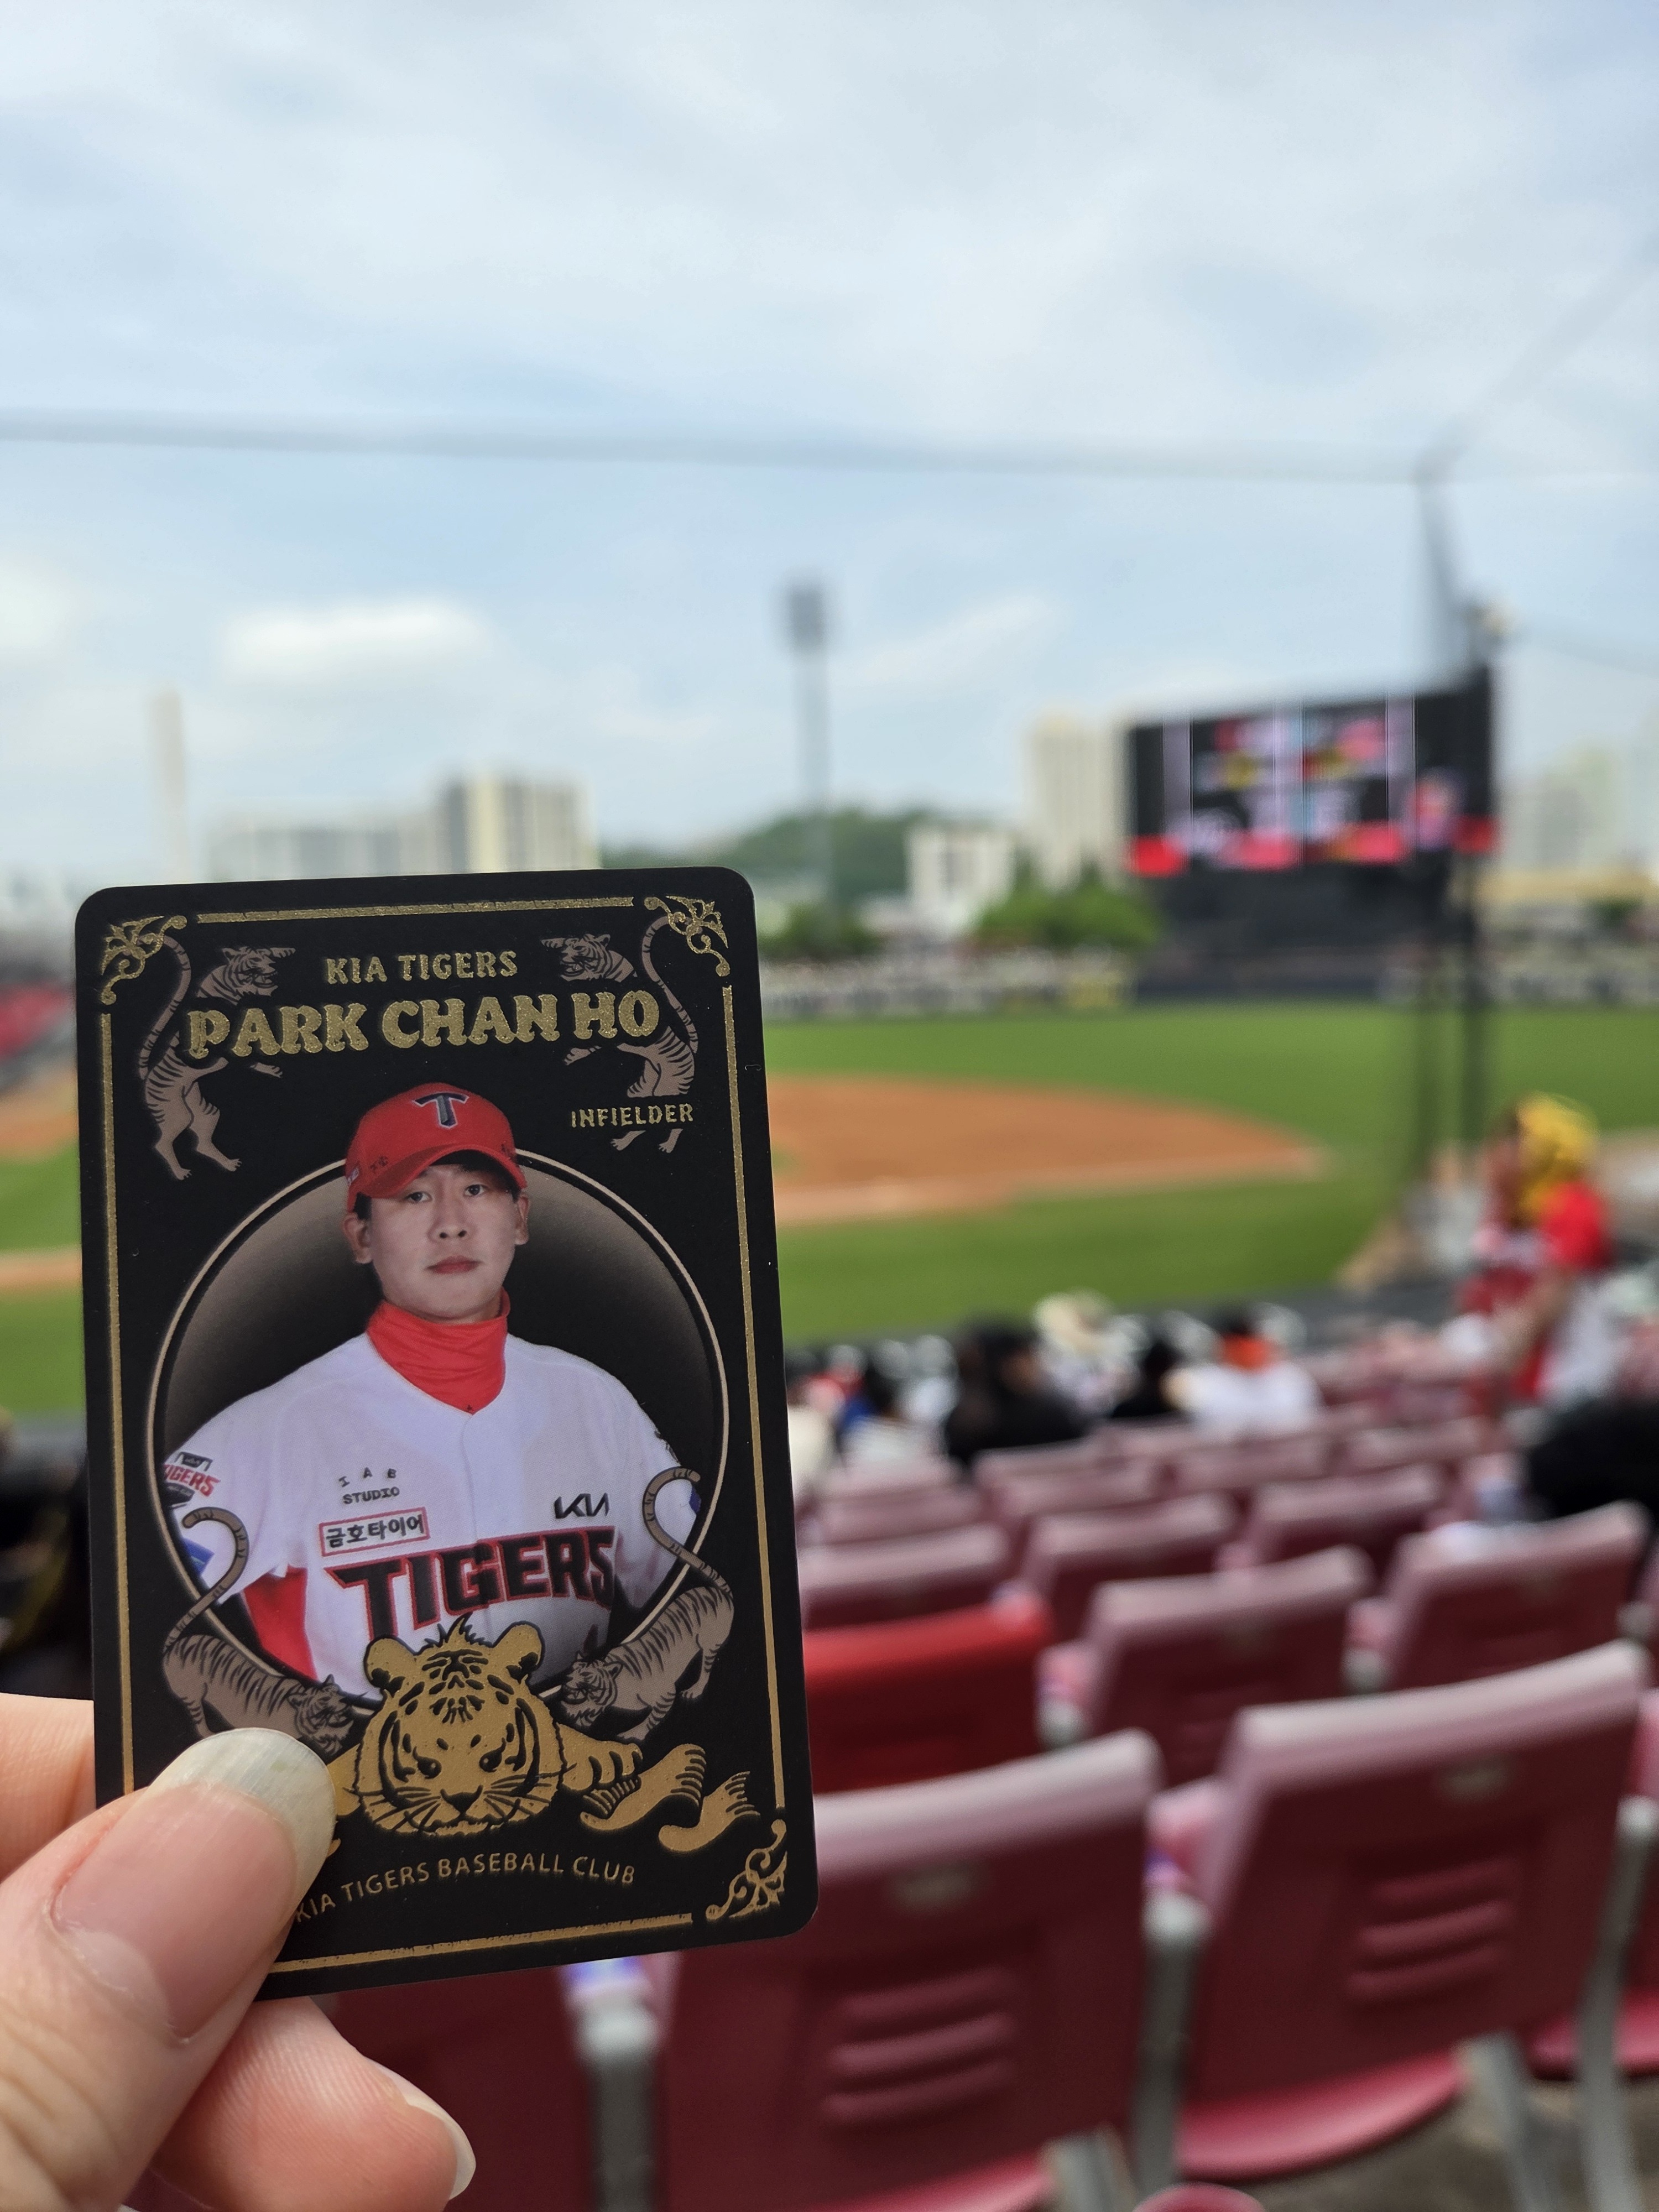 KIA TIGERS
PARK CHAN HO
INFIELDER
T
TIGERS
I A B
STUDIO
KIA
금호타이어
TIGERS
KIA TIGERS BASEBALL CLUB